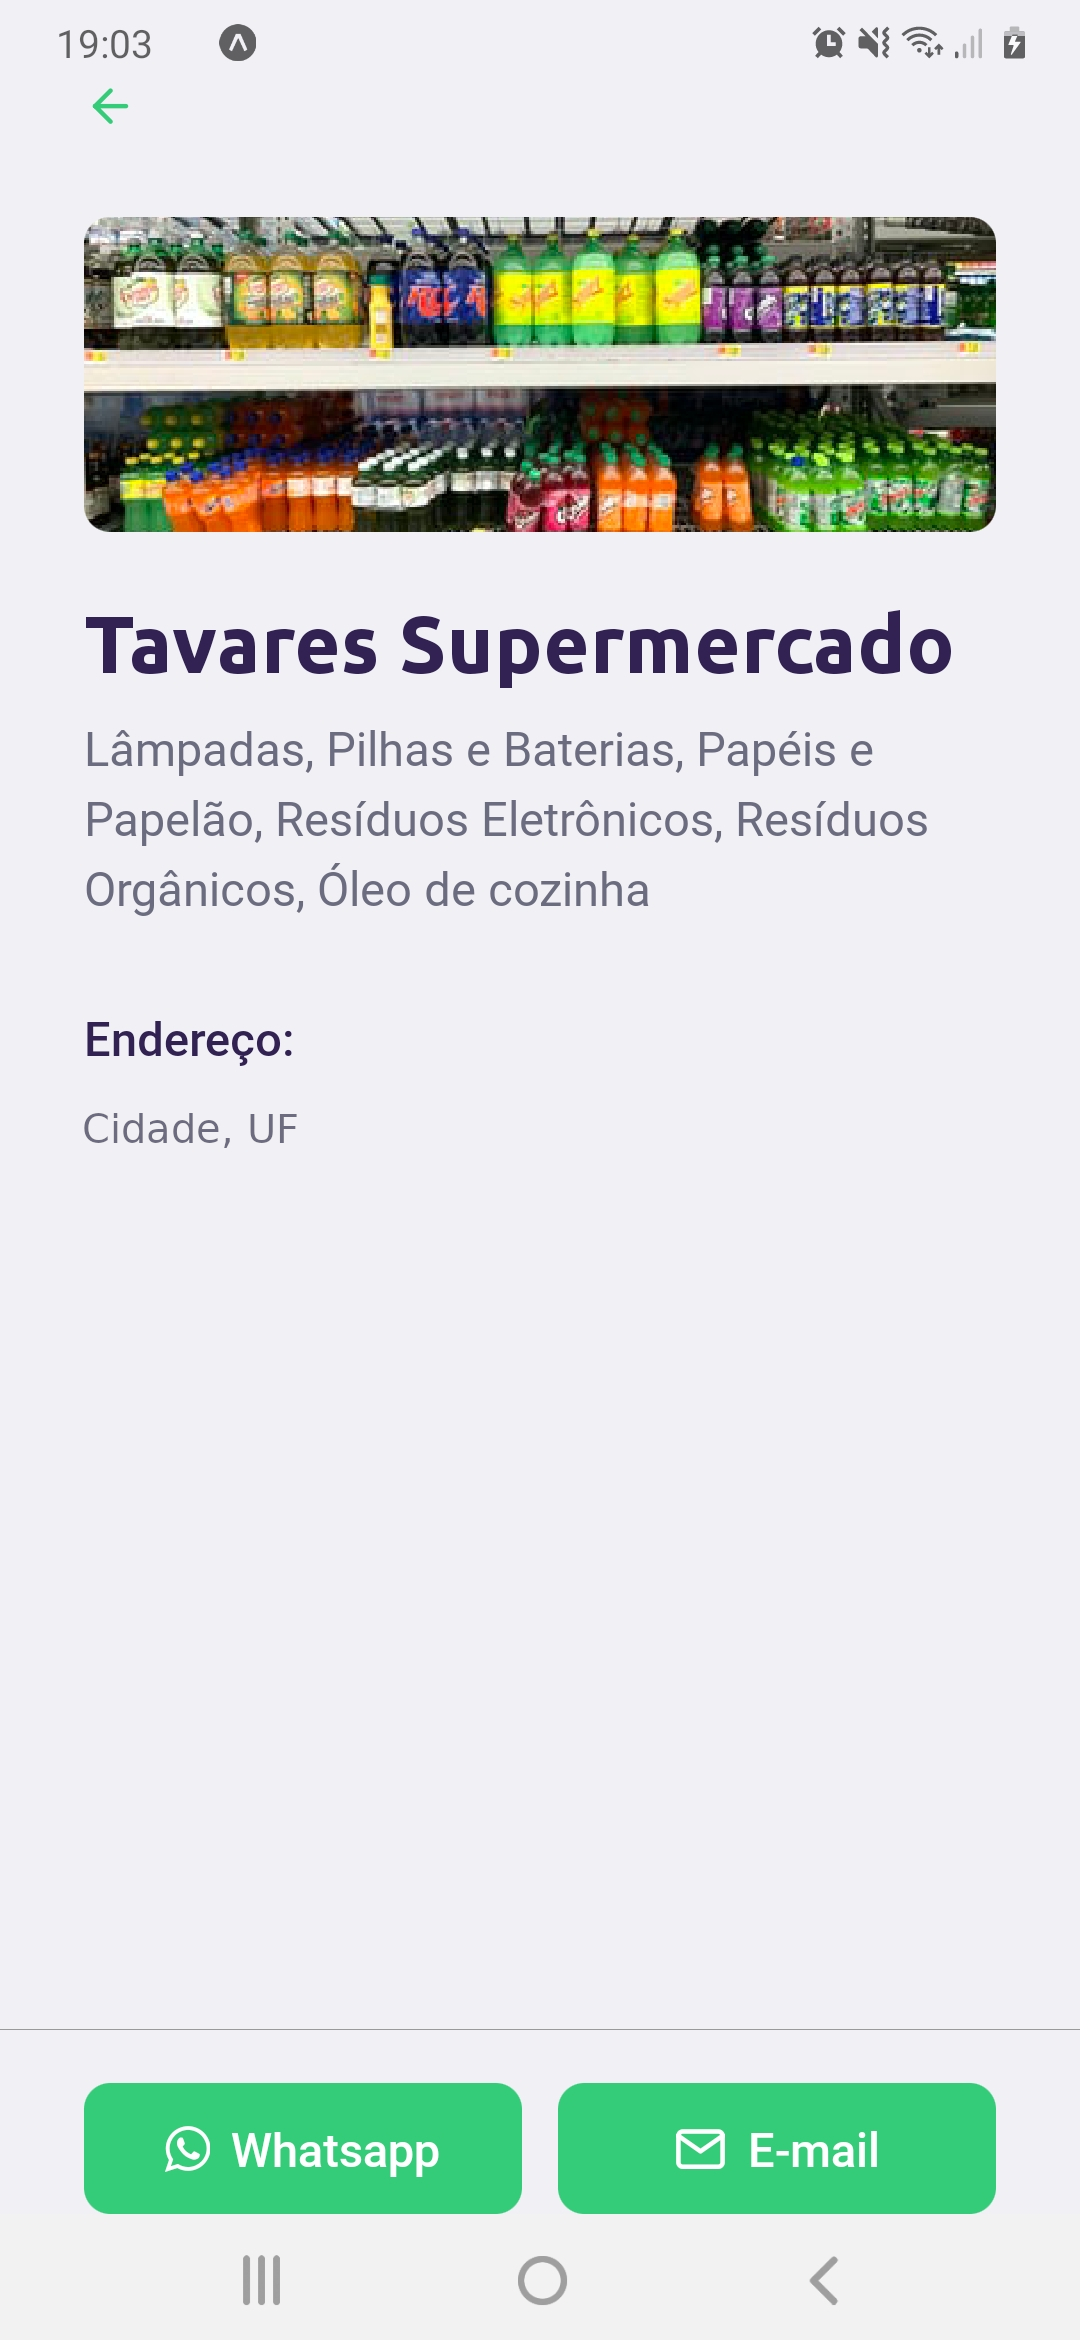 19:03
Tavares Supermercado
Lâmpadas, Pilhas e Baterias, Papéis e
Papelão, Resíduos Eletrônicos, Resíduos
Orgânicos, Óleo de cozinha
Endereço:
Cidade, UF
Whatsapp
E-mail